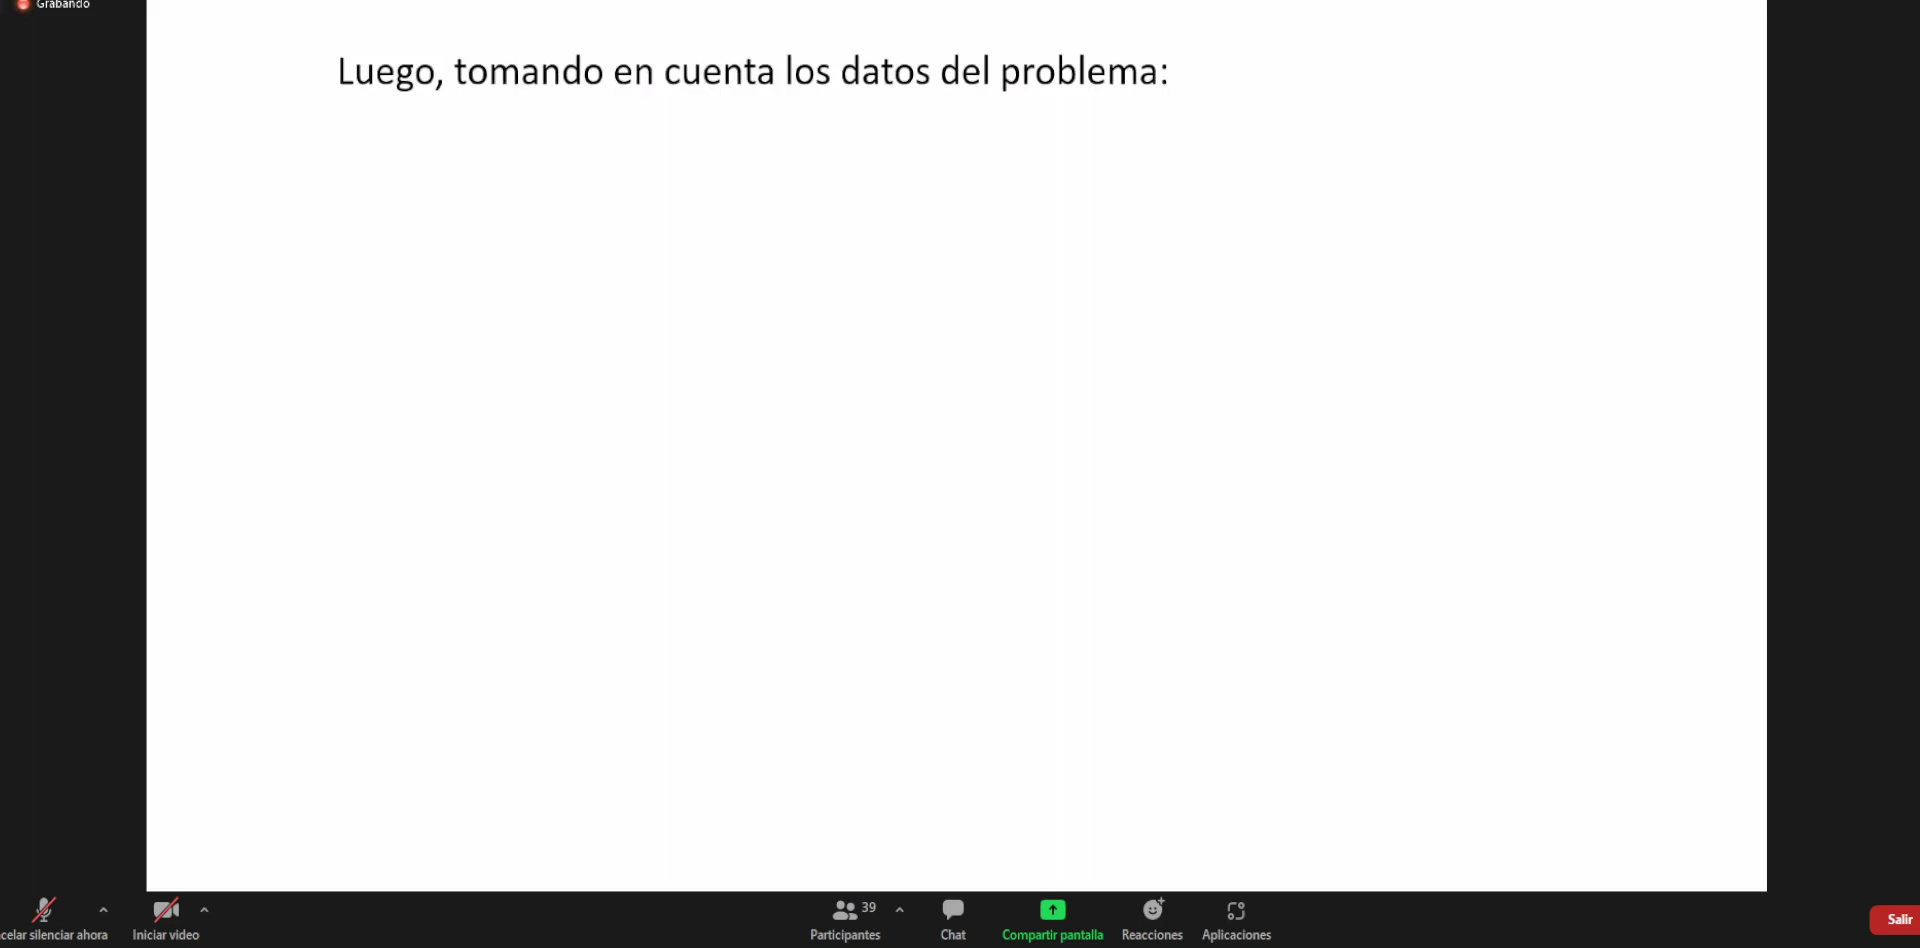 Grabando
Luego, tomando en cuenta los datos del problema:
39
celar silenciar ahora
Iniciar video
Participantes
Chat
Compartir pantalla
Reacciones
Aplicaciones
Salir